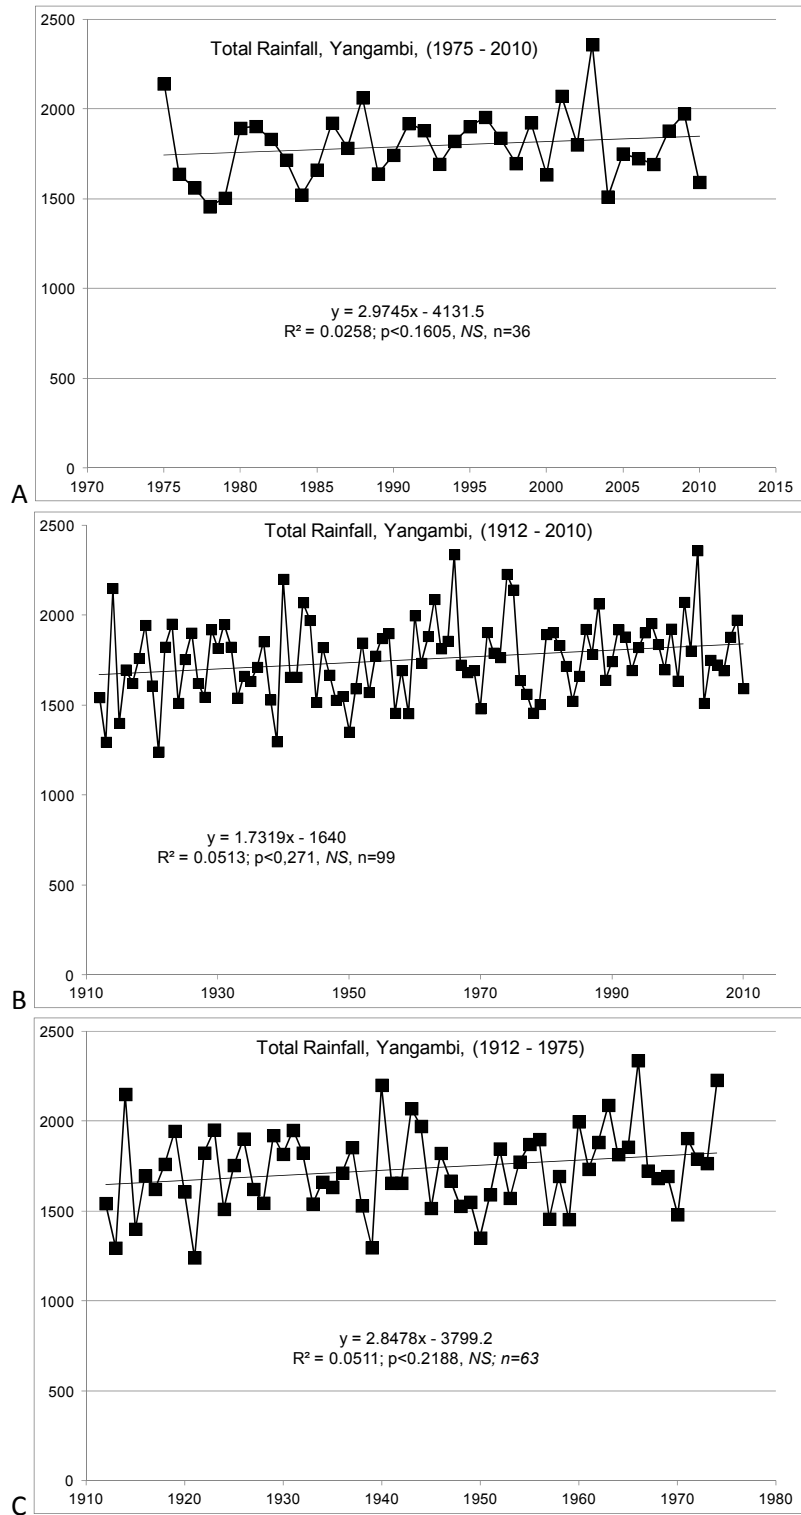 Total Rainfall, Yangambi, (1975 - 2010)
2500
2000
1500
1000
500
0
y = 2.9745x - 4131.5
R² = 0.0258; p<0.1605, NS, n=36
1970 1975 1980 1985 1990 1995 2000 2005 2010 2015
A
Total Rainfall, Yangambi, (1912 - 2010)
2500
2000
1500
1000
500
0
y = 1.7319x - 1640
R² = 0.0513; p<0,271, NS, n=99
1910 1930 1950 1970 1990 2010
B
Total Rainfall, Yangambi, (1912 - 1975)
2500
2000
1500
1000
500
0
y = 2.8478x - 3799.2
R² = 0.0511; p<0.2188, NS; n=63
1910 1920 1930 1940 1950 1960 1970 1980
C